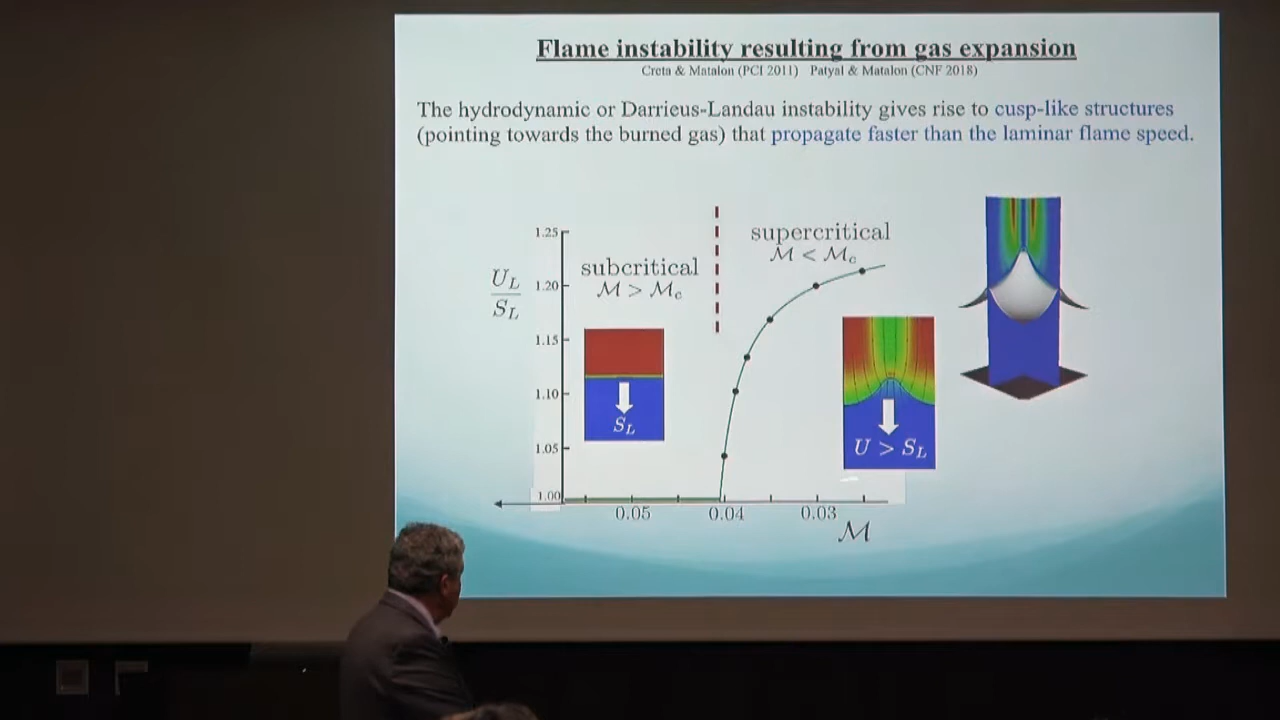 Flame instability resulting from gas expansion
Creta & Matalon (PCI 2011) Patyal & Matalon (CNF 2018)
The hydrodynamic or Darrieus-Landau instability gives rise to cusp-like structures
(pointing towards the burned gas) that propagate faster than the laminar flame speed.
U_L
S_L
1.25
1.20
1.15
1.10
1.05
1.00
subcritical
ℳ > ℳc
supercritical
ℳ < ℳc
S_L
U > S_L
0.05 0.04 0.03
ℳ